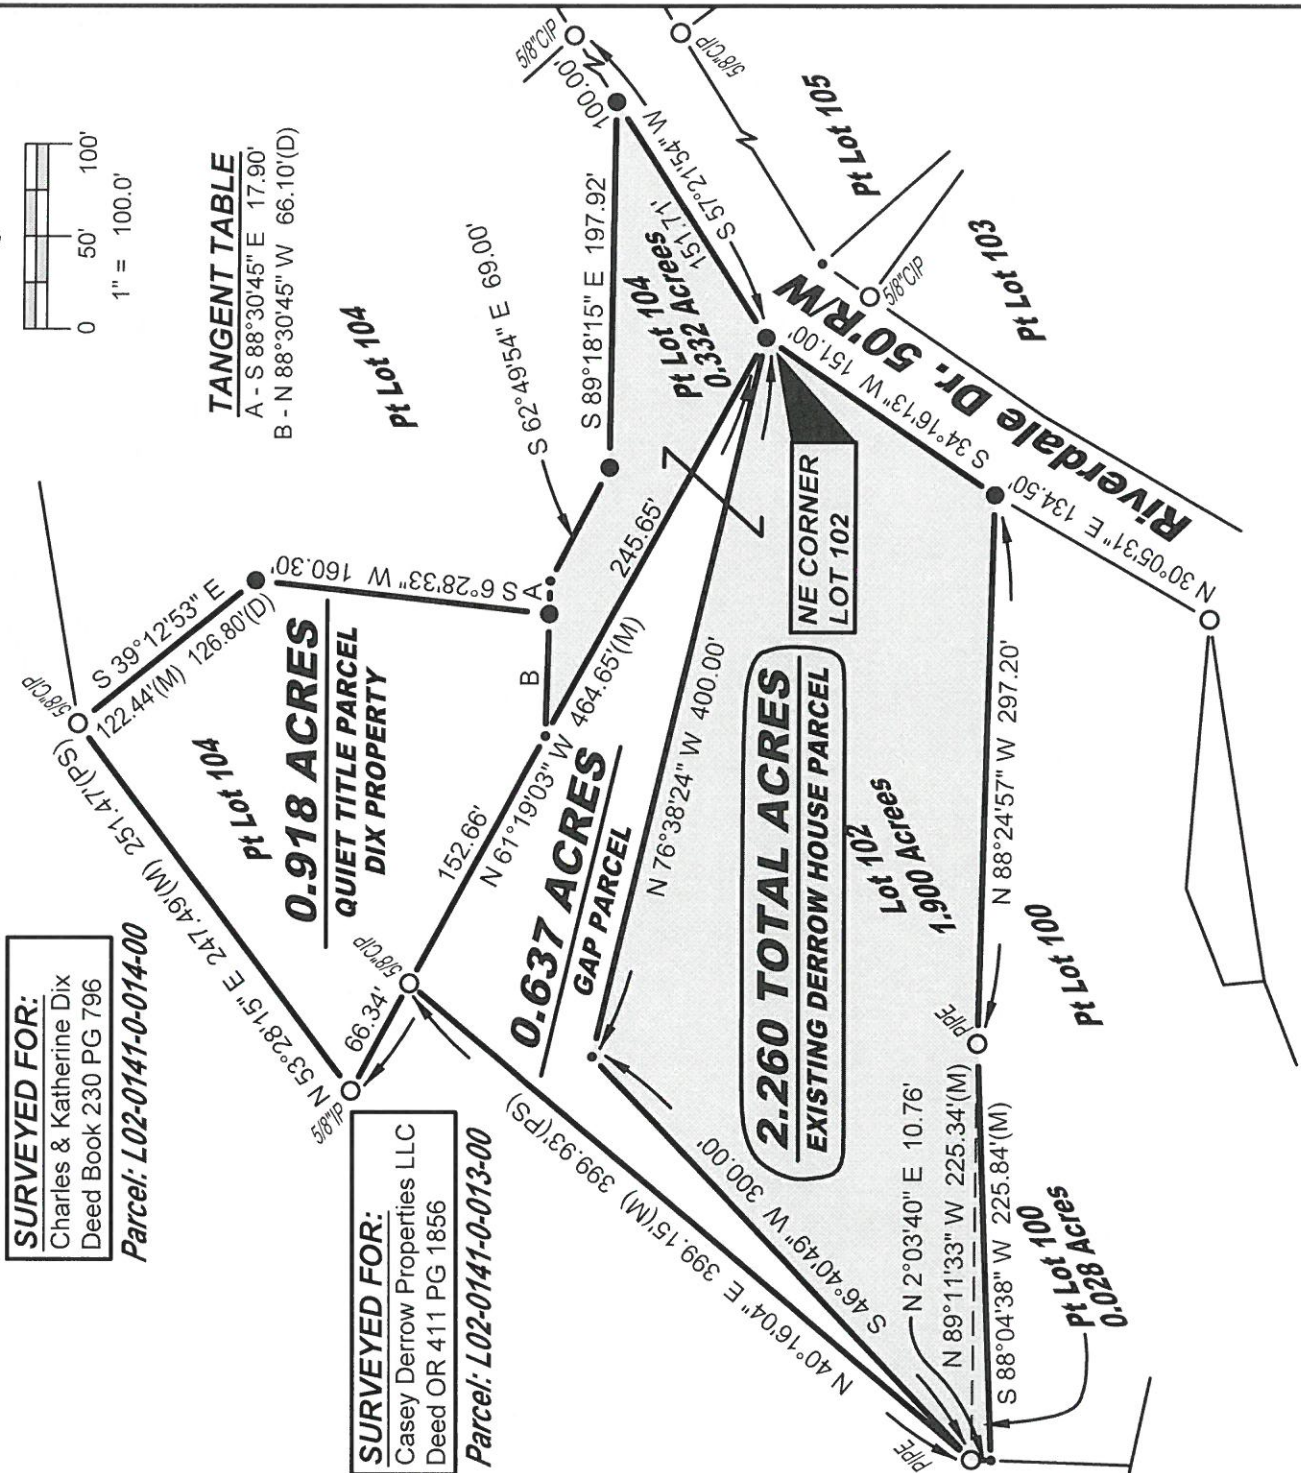 0 50' 100'
1" = 100.0'
TANGENT TABLE
A - S 88°30'45" E 17.90'
B - N 88°30'45" W 66.10'(D)
SURVEYED FOR:
Charles & Katherine Dix
Deed Book 230 PG 796
Parcel: L02-0141-0-014-00
SURVEYED FOR:
Casey Derrow Properties LLC
Deed OR 411 PG 1856
Parcel: L02-0141-0-013-00
5/8"CIP
5/8"CIP
100.00'
S 57°21'54" W
151.71'
S 89°18'15" E 197.92'
S 62°49'54" E 69.00'
Pt Lot 104
Pt Lot 104
0.332 Acrees
Pt Lot 105
5/8"CIP
Pt Lot 103
Riverdale Dr. 50'R/W
S 34°16'13" W 151.00'
N 30°05'31" E 134.50'
NE CORNER
LOT 102
245.65'
N 61°19'03" W 464.65'(M)
152.66'
66.34'
A
B
S 6°28'33" W 160.30'
S 39°12'53" E
122.44'(M) 126.80'(D)
5/8"CIP
N 53°28'15" E 247.49'(M) 251.47'(PS)
5/8"IP
5/8"CIP
Pt Lot 104
0.918 ACRES
QUIET TITLE PARCEL
DIX PROPERTY
0.637 ACRES
GAP PARCEL
N 76°38'24" W 400.00'
2.260 TOTAL ACRES
EXISTING DERROW HOUSE PARCEL
Lot 102
1.900 Acrees
N 88°24'57" W 297.20'
PIPE
Pt Lot 100
N 40°16'04" E 399.15'(M) 399.93'(PS)
S 46°40'49" W 300.00'
N 2°03'40" E 10.76'
N 89°11'33" W 225.34'(M)
S 88°04'38" W 225.84'(M)
Pt Lot 100
0.028 Acres
PIPE